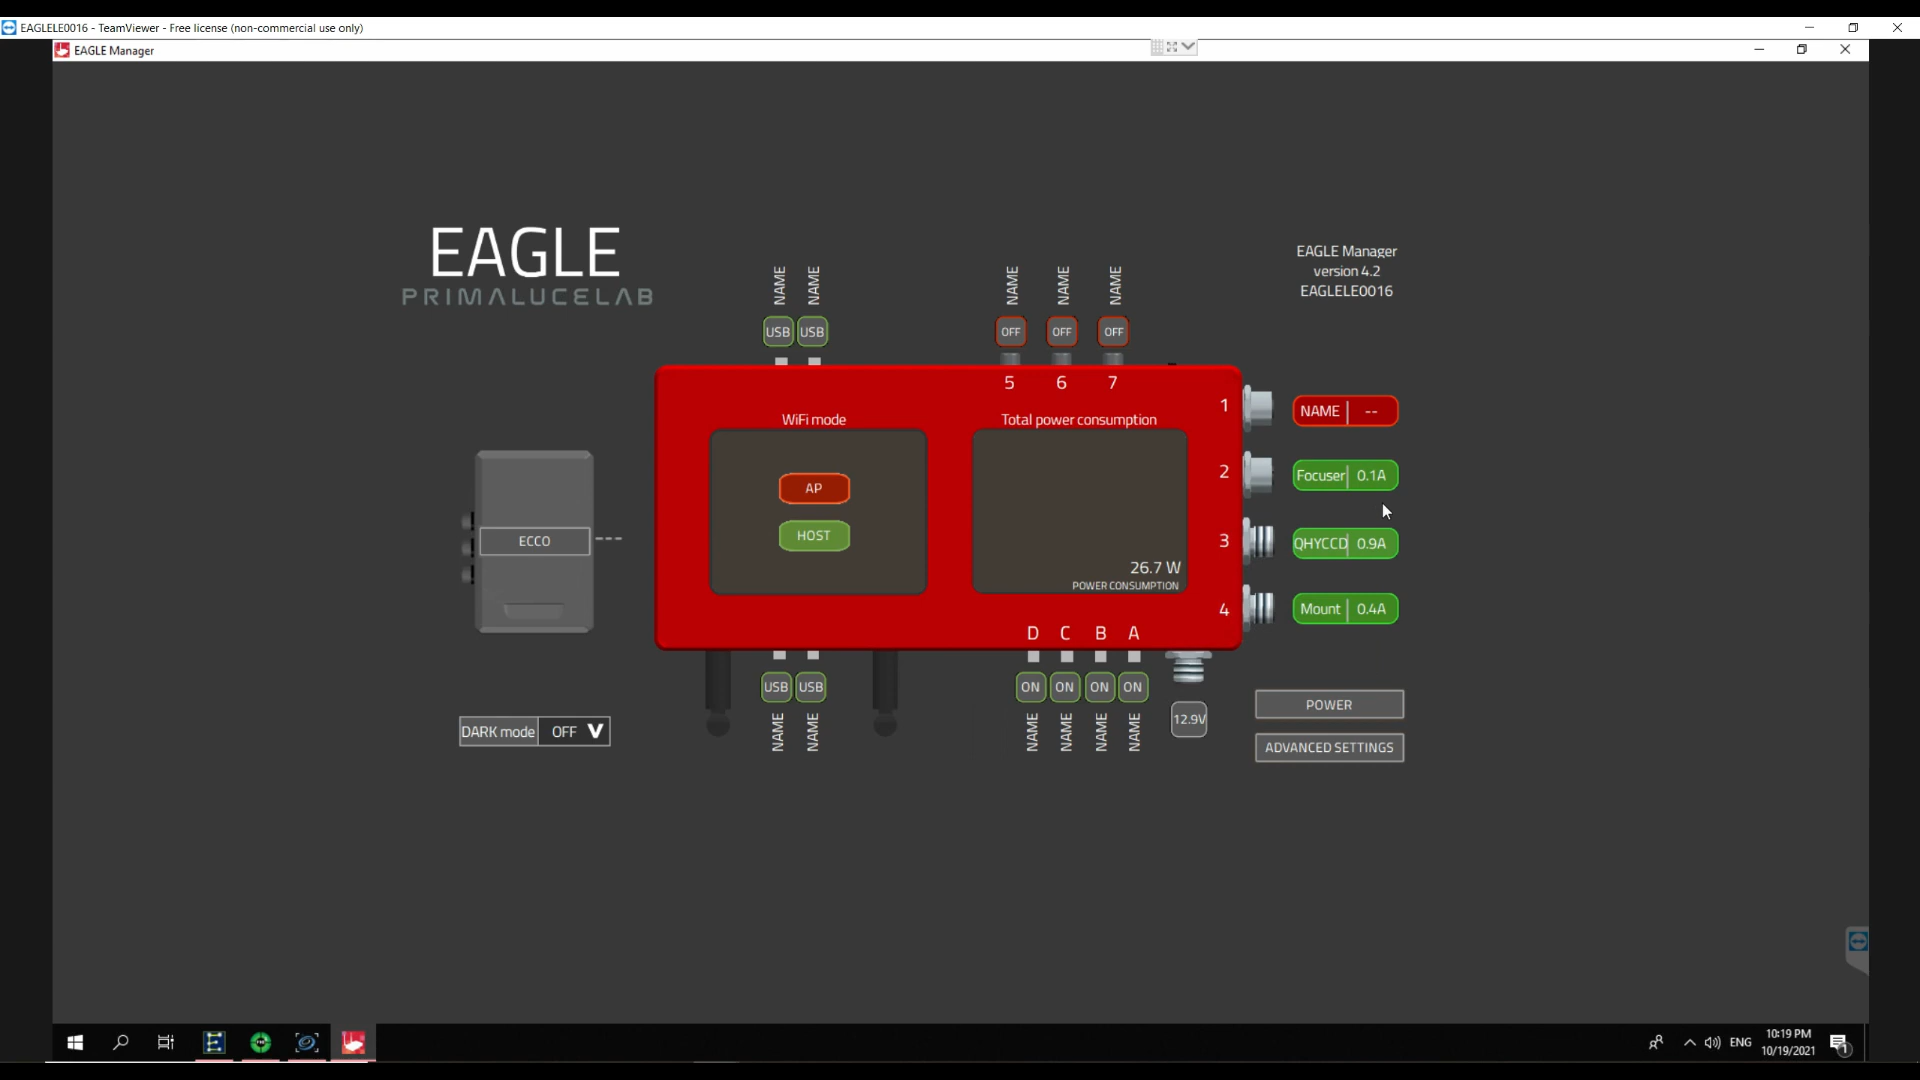 EAGLELE0016 - TeamViewer - Free license (non-commercial use only)
EAGLE Manager
EAGLE
PRIMALUCELAB
EAGLE Manager
version 4.2
EAGLELE0016
NAME NAME
USB USB
NAME NAME NAME
OFF OFF OFF
5 6 7
WiFi mode
AP
HOST
Total power consumption
26.7 W
POWER CONSUMPTION
1 NAME --
2 Focuser 0.1A
3 QHYCCD 0.9A
4 Mount 0.4A
ECCO
---
D C B A
USB USB
ON ON ON ON
NAME NAME
NAME NAME NAME NAME
12.9V
DARK mode OFF
POWER
ADVANCED SETTINGS
ENG
10:19 PM
10/19/2021
1